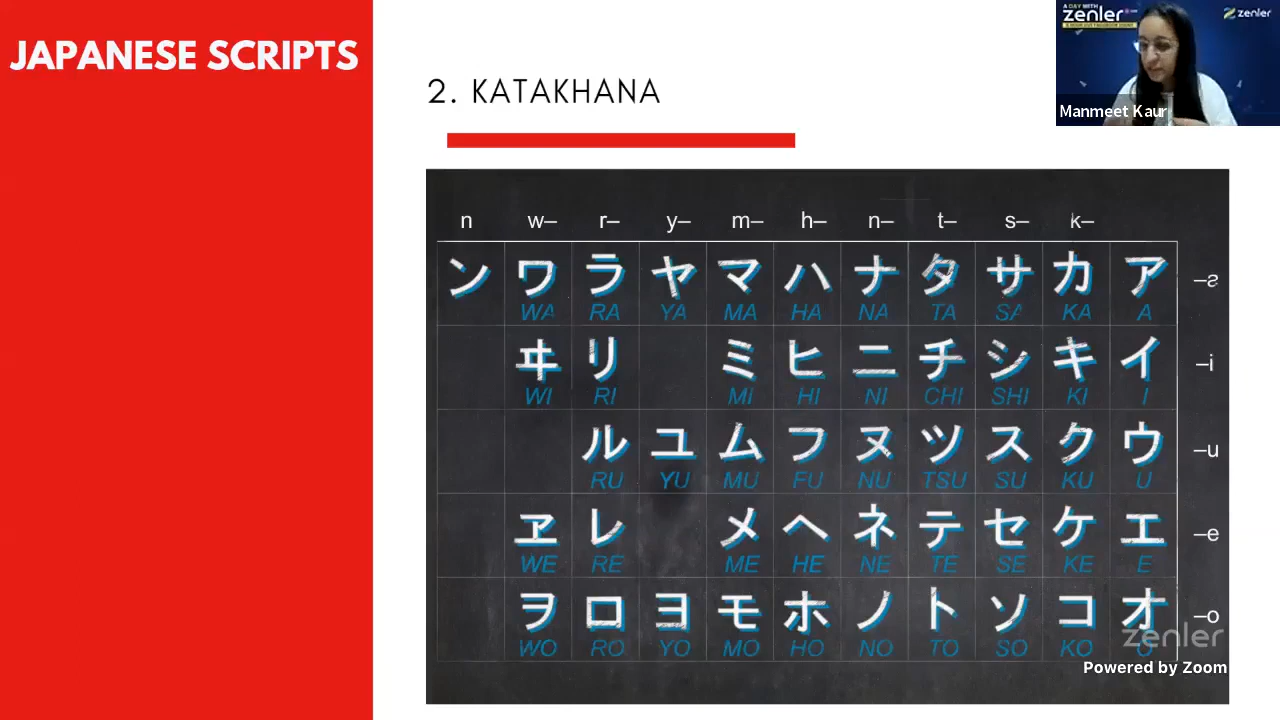 JAPANESE SCRIPTS
2. KATAKHANA
A DAY WITH
zenler
zenler
Manmeet Kaur
n w– r– y– m– h– n– t– s– k–
ン ワ ラ ヤ マ ハ ナ タ サ カ ア –a
WA RA YA MA HA NA TA SA KA A
ヰ リ ミ ヒ ニ チ シ キ イ –i
WI RI MI HI NI CHI SHI KI I
ル ユ ム フ ヌ ツ ス ク ウ –u
RU YU MU FU NU TSU SU KU U
ヱ レ メ ヘ ネ テ セ ケ エ –e
WE RE ME HE NE TE SE KE E
ヲ ロ ヨ モ ホ ノ ト ソ コ オ –o
WO RO YO MO HO NO TO SO KO O
zenler
Powered by Zoom